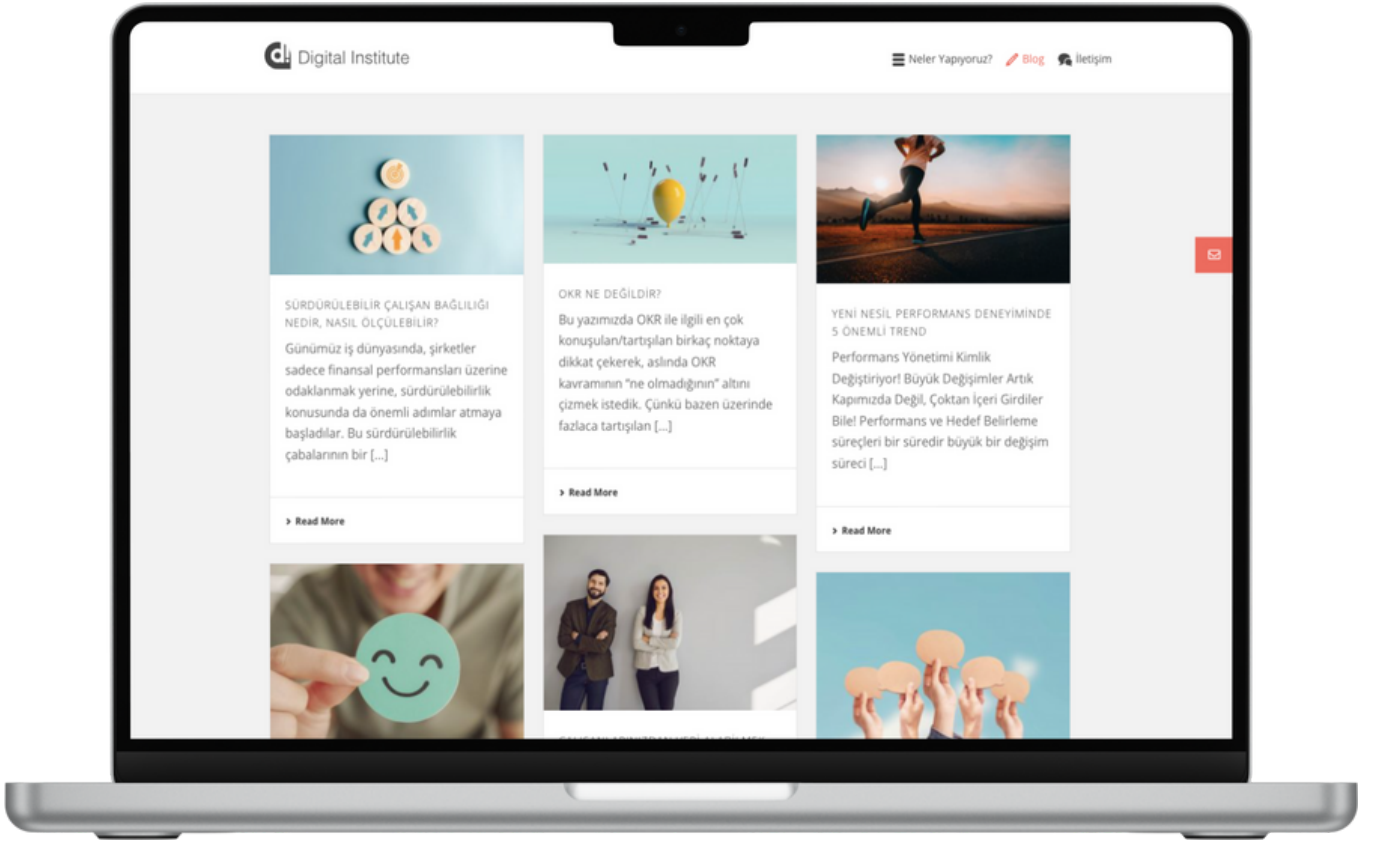 Digital Institute
Neler Yapıyoruz?
Blog
İletişim
SÜRDÜRÜLEBİLİR ÇALIŞAN BAĞLILIĞI
NEDİR, NASIL ÖLÇÜLEBİLİR?
Günümüz iş dünyasında, şirketler
sadece finansal performansları üzerine
odaklanmak yerine, sürdürülebilirlik
konusunda da önemli adımlar atmaya
başladılar. Bu sürdürülebilirlik
çabalarının bir [...]
Read More
OKR NE DEĞİLDİR?
Bu yazımızda OKR ile ilgili en çok
konuşulan/tartışılan birkaç noktaya
dikkat çekerek, aslında OKR
kavramının “ne olmadığının” altını
çizmek istedik. Çünkü bazen üzerinde
fazlaca tartışılan [...]
Read More
YENİ NESİL PERFORMANS DENEYİMİNDE
5 ÖNEMLİ TREND
Performans Yönetimi Kimlik
Değiştiriyor! Büyük Değişimler Artık
Kapımızda Değil, Çoktan İçeri Girdiler
Bile! Performans ve Hedef Belirleme
süreçleri bir süredir büyük bir değişim
süreci [...]
Read More